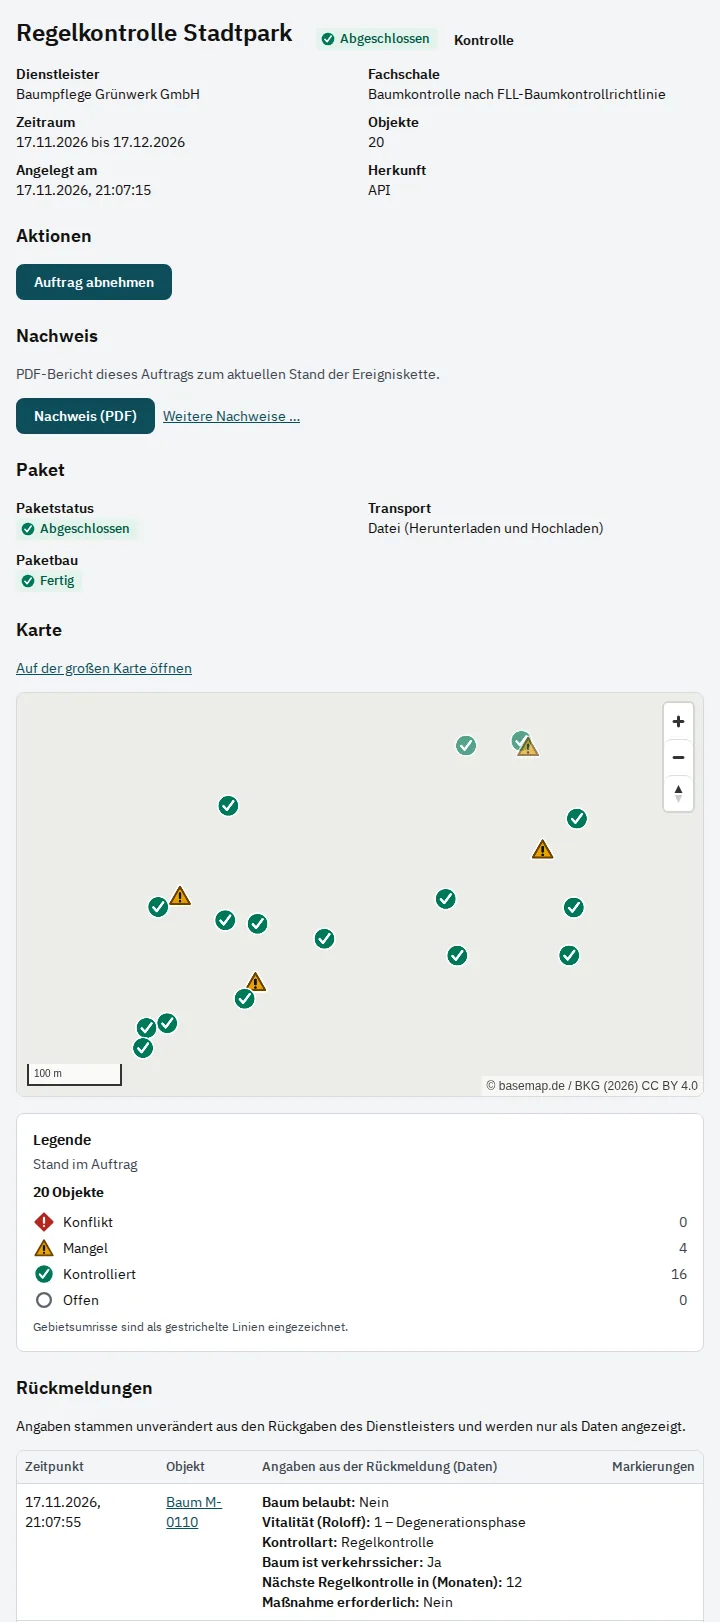 Regelkontrolle Stadtpark
Abgeschlossen
Kontrolle
Dienstleister
Baumpflege Grünwerk GmbH
Fachschale
Baumkontrolle nach FLL-Baumkontrollrichtlinie
Zeitraum
17.11.2026 bis 17.12.2026
Objekte
20
Angelegt am
17.11.2026, 21:07:15
Herkunft
API
Aktionen
Auftrag abnehmen
Nachweis
PDF-Bericht dieses Auftrags zum aktuellen Stand der Ereigniskette.
Nachweis (PDF)
Weitere Nachweise …
Paket
Paketstatus
Abgeschlossen
Transport
Datei (Herunterladen und Hochladen)
Paketbau
Fertig
Karte
Auf der großen Karte öffnen
100 m
© basemap.de / BKG (2026) CC BY 4.0
Legende
Stand im Auftrag
20 Objekte
Konflikt 0
Mangel 4
Kontrolliert 16
Offen 0
Gebietsumrisse sind als gestrichelte Linien eingezeichnet.
Rückmeldungen
Angaben stammen unverändert aus den Rückgaben des Dienstleisters und werden nur als Daten angezeigt.
Zeitpunkt Objekt Angaben aus der Rückmeldung (Daten) Markierungen
17.11.2026,
21:07:55
Baum M-
0110
Baum belaubt: Nein
Vitalität (Roloff): 1 – Degenerationsphase
Kontrollart: Regelkontrolle
Baum ist verkehrssicher: Ja
Nächste Regelkontrolle in (Monaten): 12
Maßnahme erforderlich: Nein